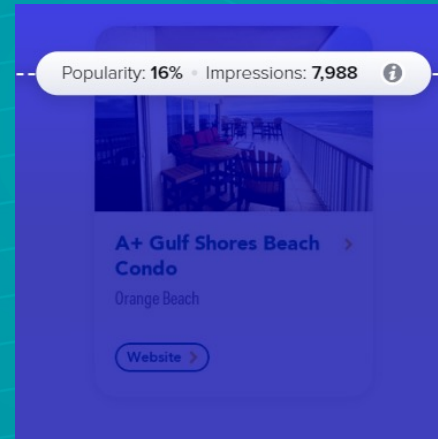 Popularity: 16% • Impressions: 7,988 i
A+ Gulf Shores Beach
Condo
Orange Beach
Website